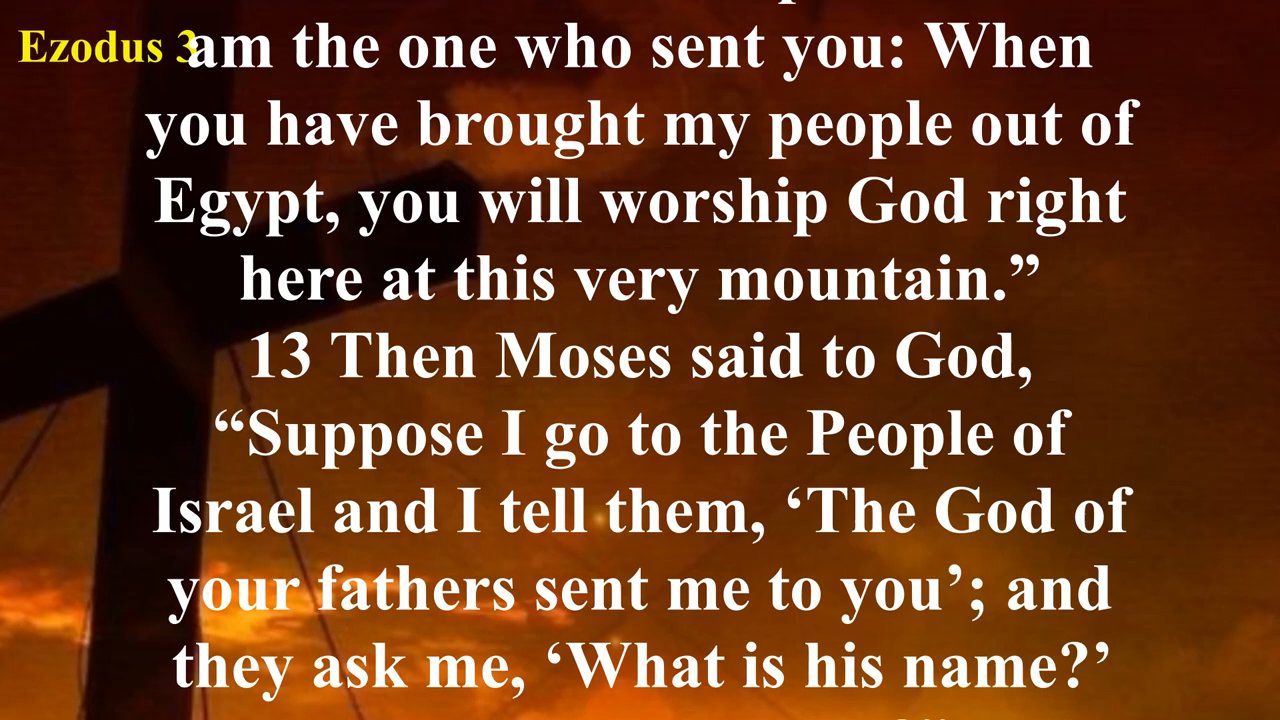 Ezodus 3
am the one who sent you: When
you have brought my people out of
Egypt, you will worship God right
here at this very mountain.”
13 Then Moses said to God,
“Suppose I go to the People of
Israel and I tell them, ‘The God of
your fathers sent me to you’; and
they ask me, ‘What is his name?’